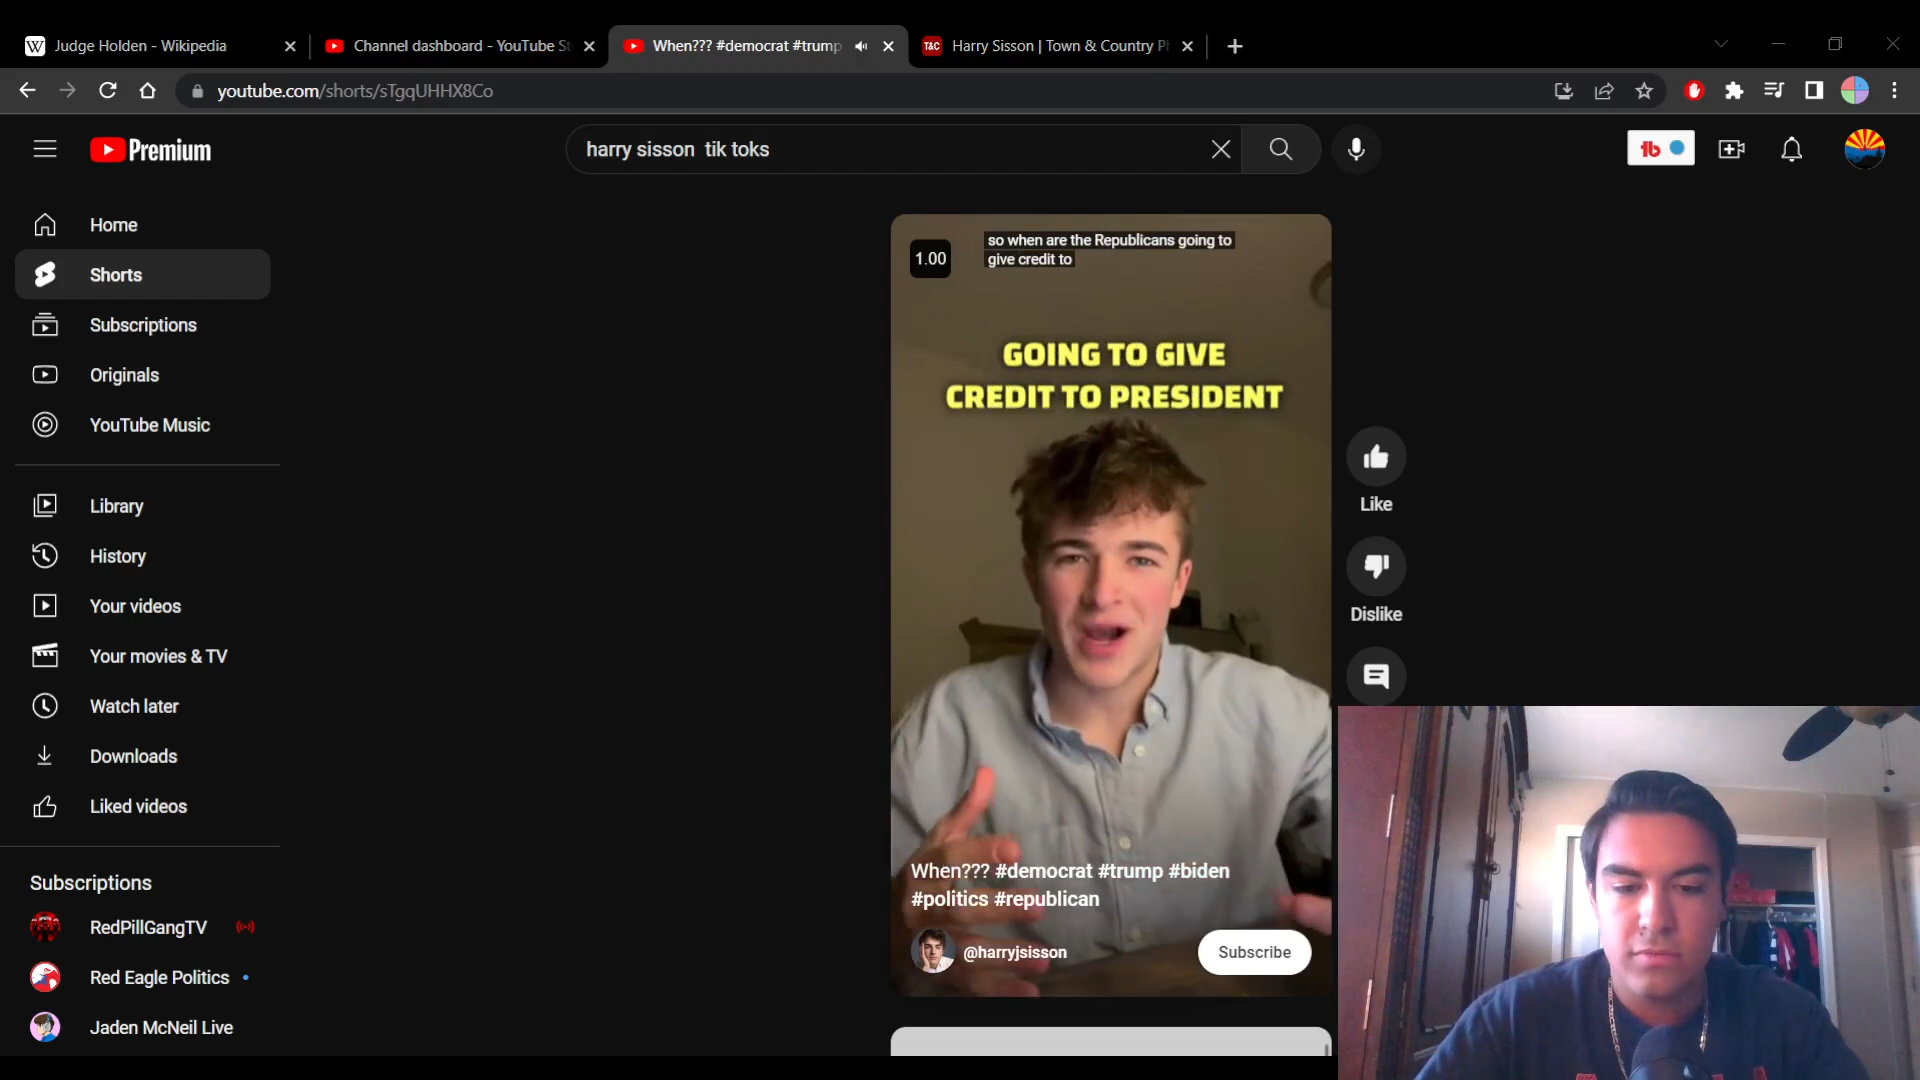 Judge Holden - Wikipedia
Channel dashboard - YouTube S
When??? #democrat #trump
T&C
Harry Sisson | Town & Country P
youtube.com/shorts/sTgqUHHX8Co
Premium
harry sisson  tik toks
tb
Home
Shorts
Subscriptions
Originals
YouTube Music
Library
History
Your videos
Your movies & TV
Watch later
Downloads
Liked videos
Subscriptions
RedPillGangTV
Red Eagle Politics
Jaden McNeil Live
1.00
so when are the Republicans going to
give credit to
GOING TO GIVE
CREDIT TO PRESIDENT
When??? #democrat #trump #biden
#politics #republican
@harryjsisson
Subscribe
Like
Dislike